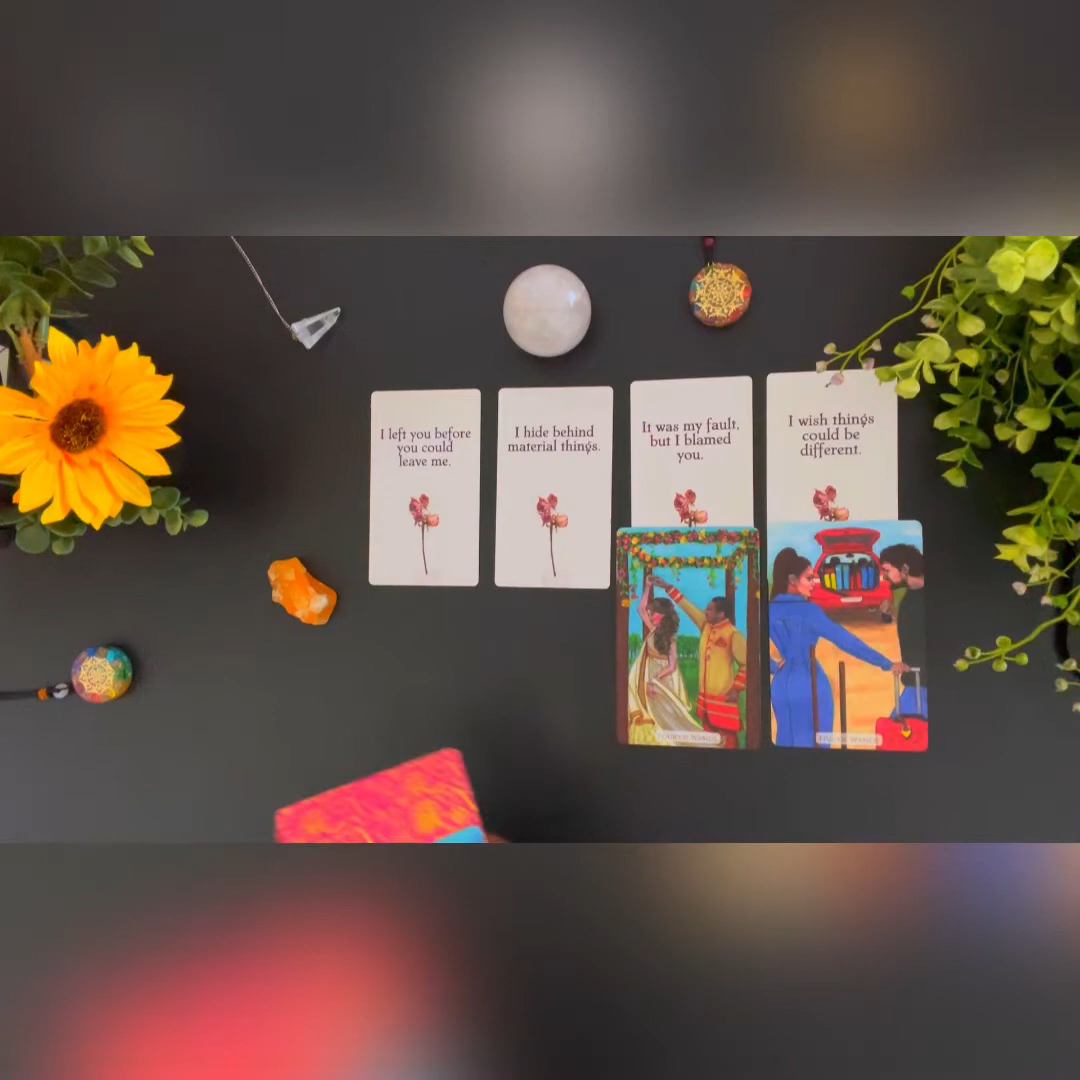 I left you before
you could
leave me.
I hide behind
material things.
It was my fault,
but I blamed
you.
I wish things
could be
different.